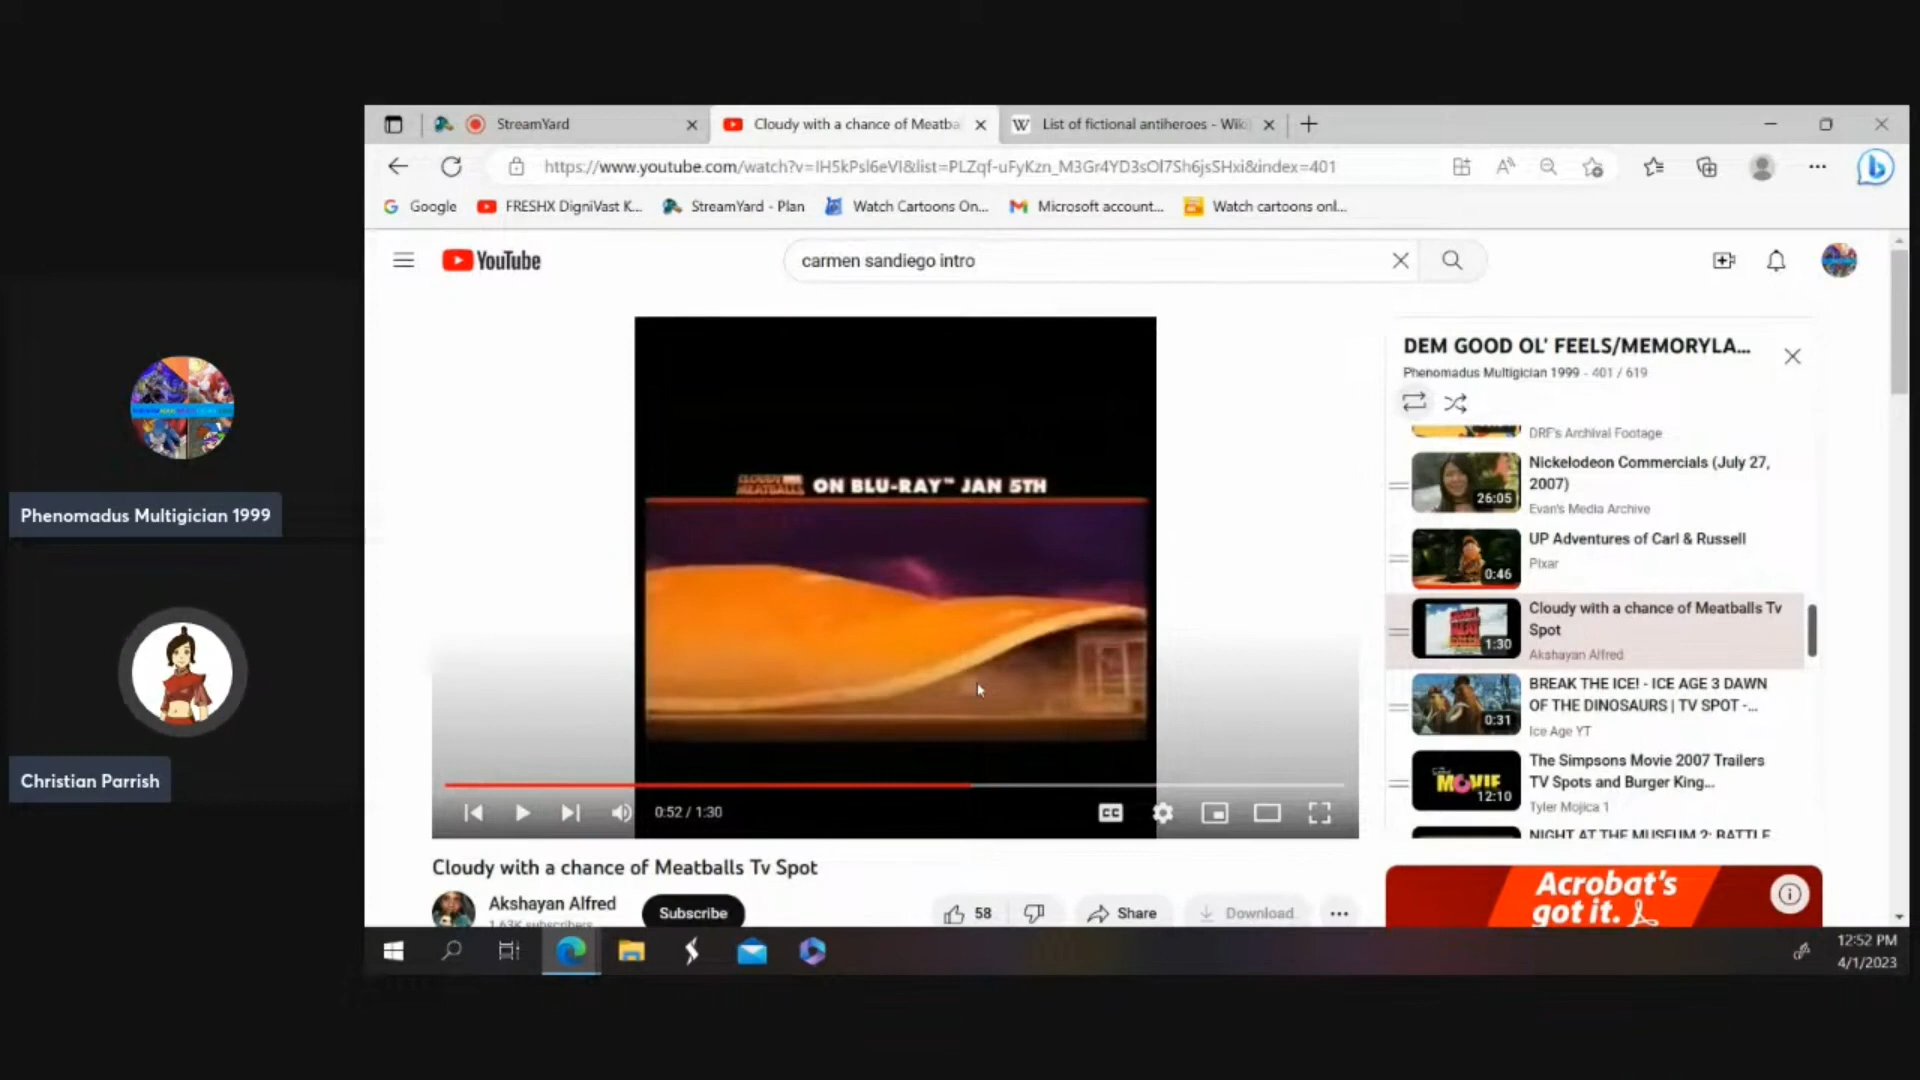 StreamYard
Cloudy with a chance of Meatba
List of fictional antiheroes - Wiki
https://www.youtube.com/watch?v=IH5kPsl6eVI&list=PLZqf-uFyKzn_M3Gr4YD3sOl7Sh6jsSHxi&index=401
Google
FRESHX DigniVast K...
StreamYard - Plan
Watch Cartoons On...
Microsoft account...
Watch cartoons onl...
YouTube
carmen sandiego intro
DEM GOOD OL' FEELS/MEMORYLA...
Phenomadus Multigician 1999 - 401 / 619
DRF's Archival Footage
Nickelodeon Commercials (July 27,
2007)
26:05
Evan's Media Archive
UP Adventures of Carl & Russell
Pixar
0:46
Cloudy with a chance of Meatballs Tv
Spot
1:30
Akshayan Alfred
BREAK THE ICE! - ICE AGE 3 DAWN
OF THE DINOSAURS | TV SPOT -...
0:31
Ice Age YT
The Simpsons Movie 2007 Trailers
TV Spots and Burger King...
MOVIE
12:10
Tyler Mojica 1
NIGHT AT THE MUSEUM 2: BATTLE
CLOUDY
MEATBALLS
ON BLU-RAY™ JAN 5TH
0:52 / 1:30
CC
Cloudy with a chance of Meatballs Tv Spot
Akshayan Alfred
1.63K subscribers
Subscribe
58
Share
Download
Acrobat's
got it.
12:52 PM
4/1/2023
Phenomadus Multigician 1999
Christian Parrish